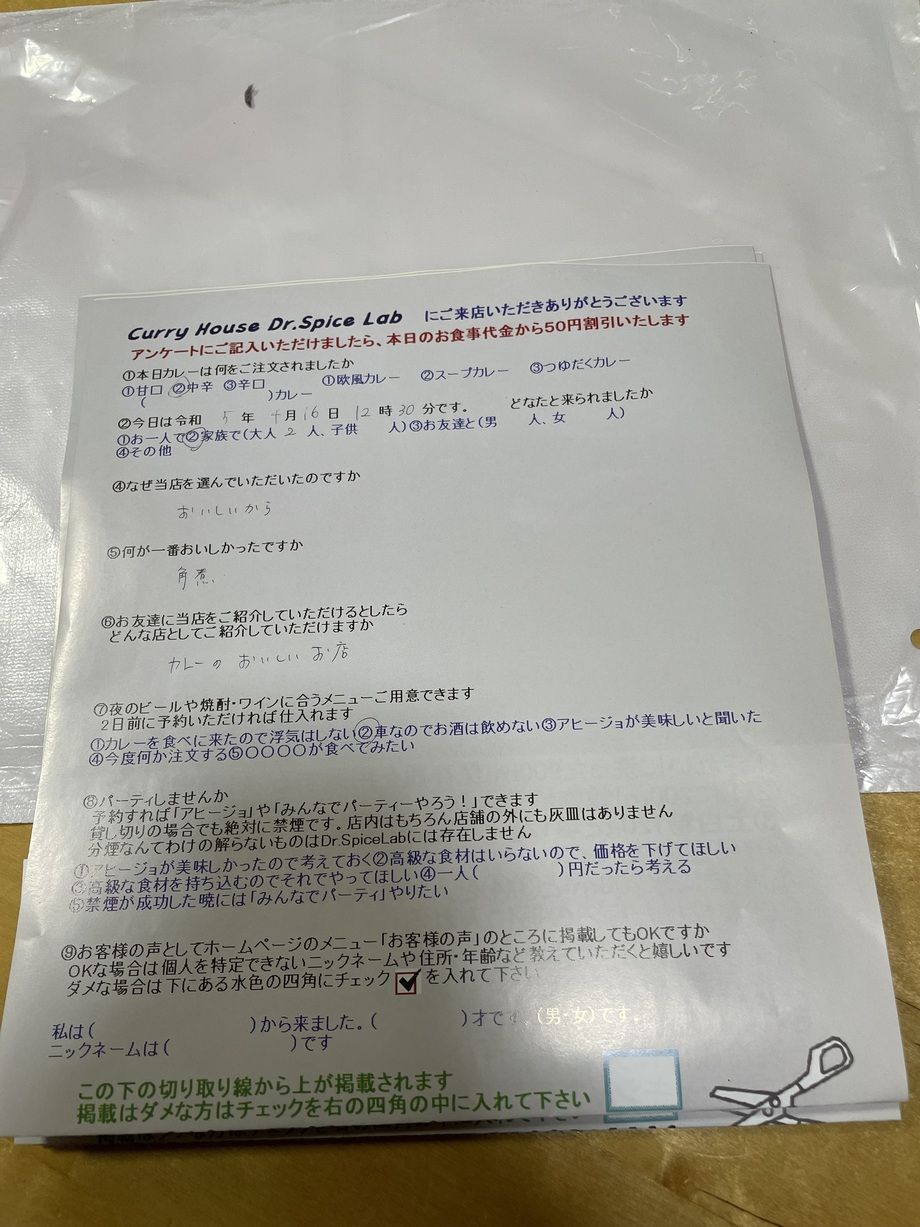 Curry House Dr.Spice Lab にご来店いただきありがとうございます
アンケートにご記入いただけましたら、本日のお食事代金から50円割引いたします
①本日カレーは何をご注文されましたか
①甘口 ②中辛 ③辛口 ①欧風カレー ②スープカレー ③つゆだくカレー
( )カレー
②今日は令和 5 年 4 月 16 日 12 時 30 分です。 どなたと来られましたか
①お一人で②家族で(大人 2 人、子供 人)③お友達と(男 人、女 人)
④その他
④なぜ当店を選んでいただいたのですか
おいしいから
⑤何が一番おいしかったですか
角煮
⑥お友達に当店をご紹介していただけるとしたら
どんな店としてご紹介していただけますか
カレーの おいしい お店
⑦夜のビールや焼酎・ワインに合うメニューご用意できます
2日前に予約いただければ仕入れます
①カレーを食べに来たので浮気はしない②車なのでお酒は飲めない③アヒージョが美味しいと聞いた
④今度何か注文する⑤〇〇〇〇が食べてみたい
⑧パーティしませんか
予約すれば「アヒージョ」や「みんなでパーティーやろう!」できます
貸し切りの場合でも絶対に禁煙です。店内はもちろん店舗の外にも灰皿はありません
分煙なんてわけの解らないものはDr.SpiceLabには存在しません
①アヒージョが美味しかったので考えておく②高級な食材はいらないので、価格を下げてほしい
③高級な食材を持ち込むのでそれでやってほしい④一人( )円だったら考える
⑤禁煙が成功した暁には「みんなでパーティ」やりたい
⑨お客様の声としてホームページのメニュー「お客様の声」のところに掲載してもOKですか
OKな場合は個人を特定できないニックネームや住所・年齢など教えていただくと嬉しいです
ダメな場合は下にある水色の四角にチェック を入れて下さい
私は( )から来ました。( )才です (男・女)です。
ニックネームは( )です
この下の切り取り線から上が掲載されます
掲載はダメな方はチェックを右の四角の中に入れて下さい